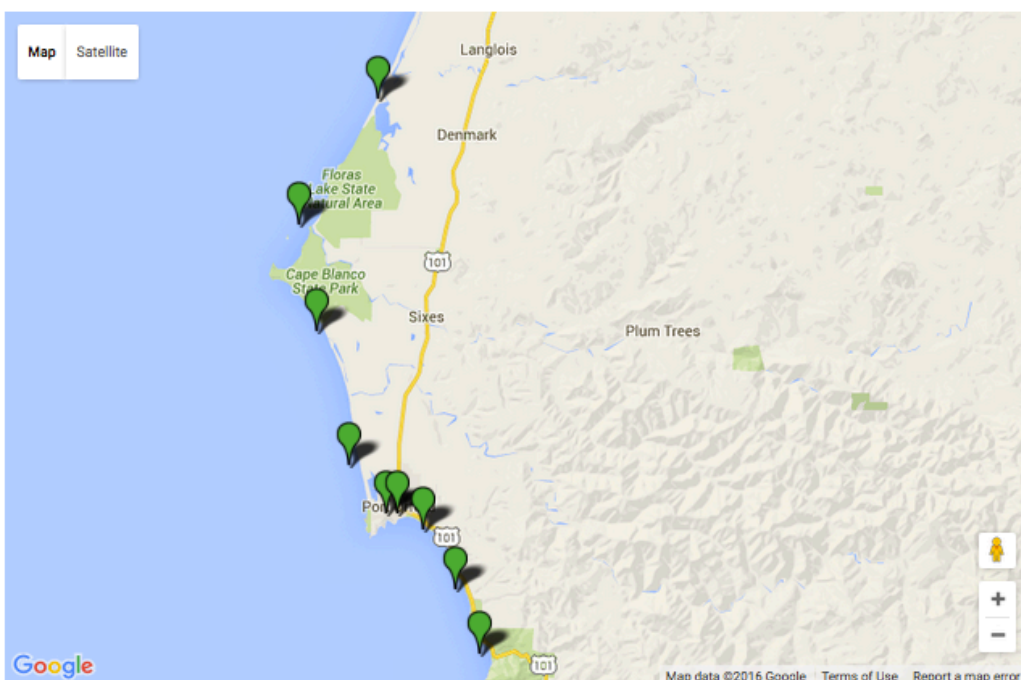 Map Satellite
Langlois
Denmark
Floras
Lake State
Natural Area
101
Cape Blanco
State Park
Sixes
Plum Trees
101
101
Google
Map data ©2016 Google Terms of Use Report a map error